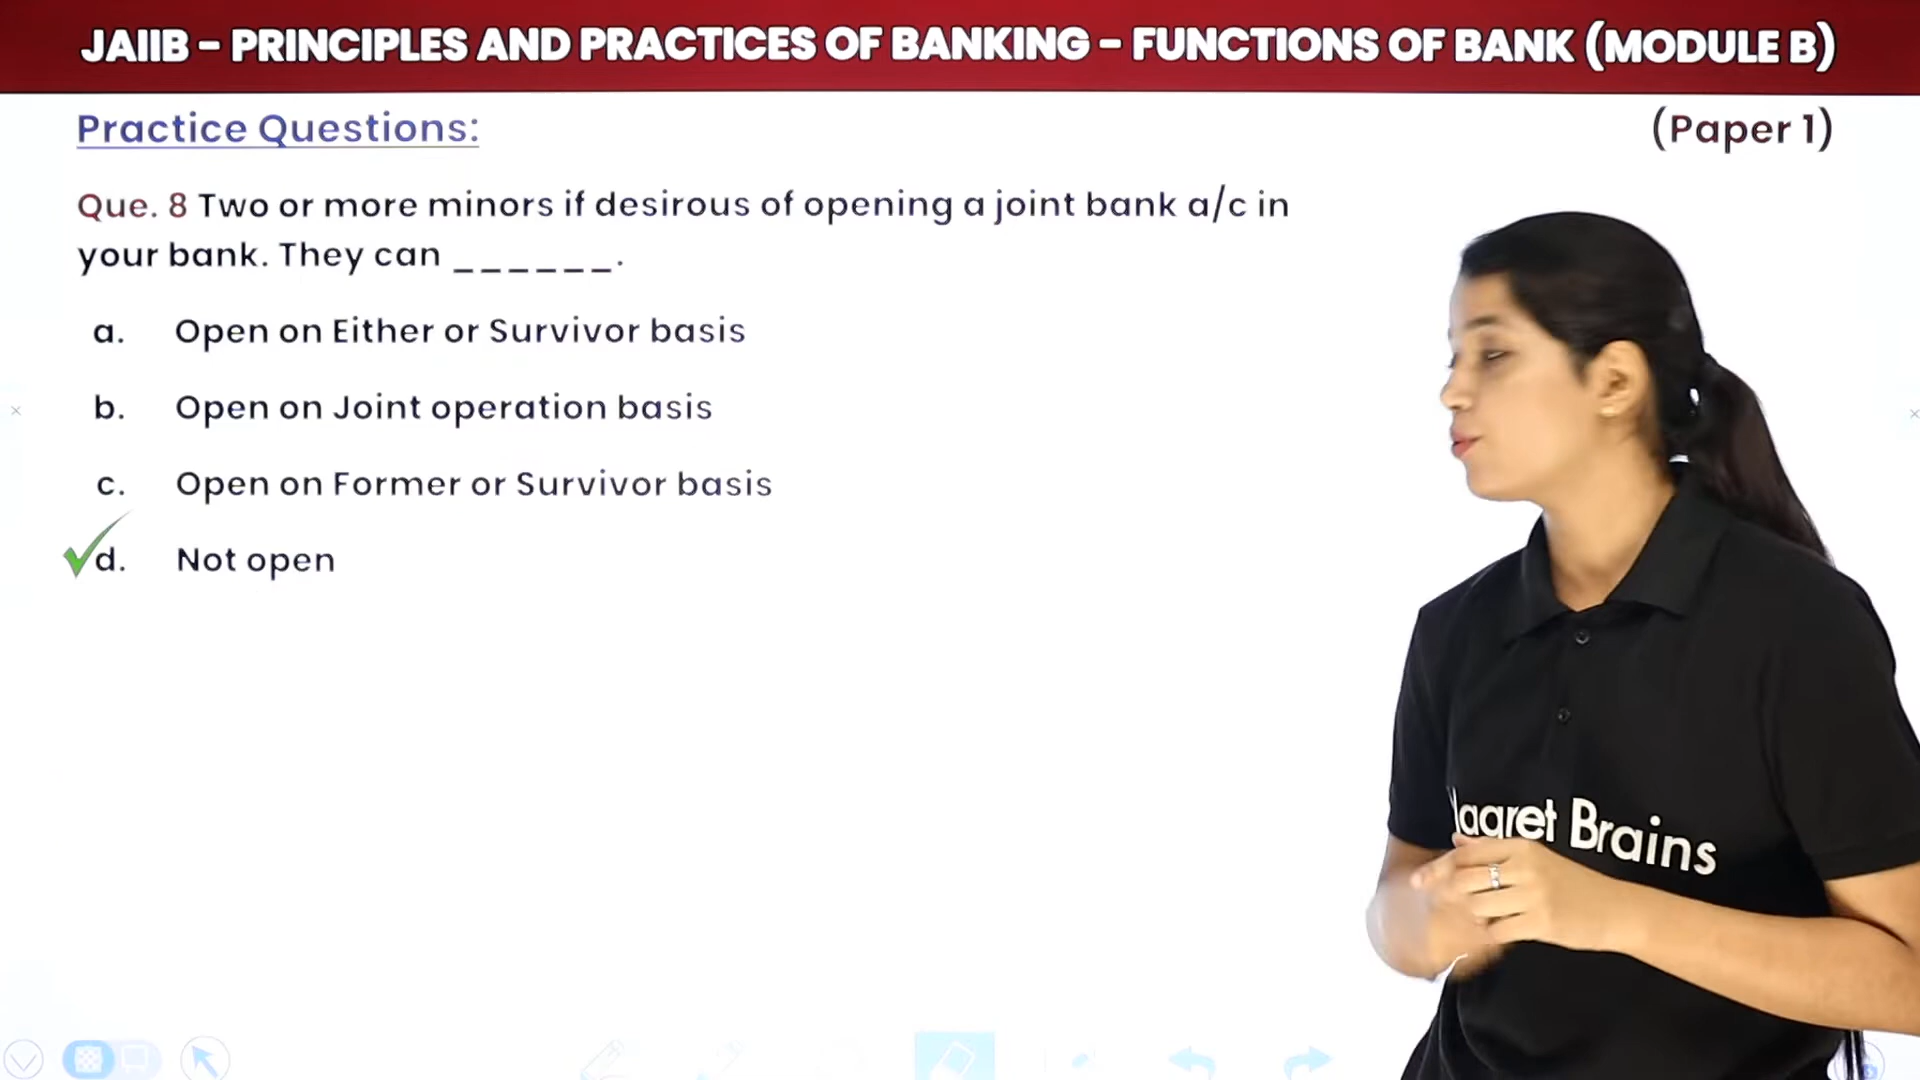 JAIIB - PRINCIPLES AND PRACTICES OF BANKING - FUNCTIONS OF BANK (MODULE B)
Practice Questions:
(Paper 1)
Que. 8 Two or more minors if desirous of opening a joint bank a/c in
your bank. They can ______.
a. Open on Either or Survivor basis
b. Open on Joint operation basis
c. Open on Former or Survivor basis
d. Not open
Brains